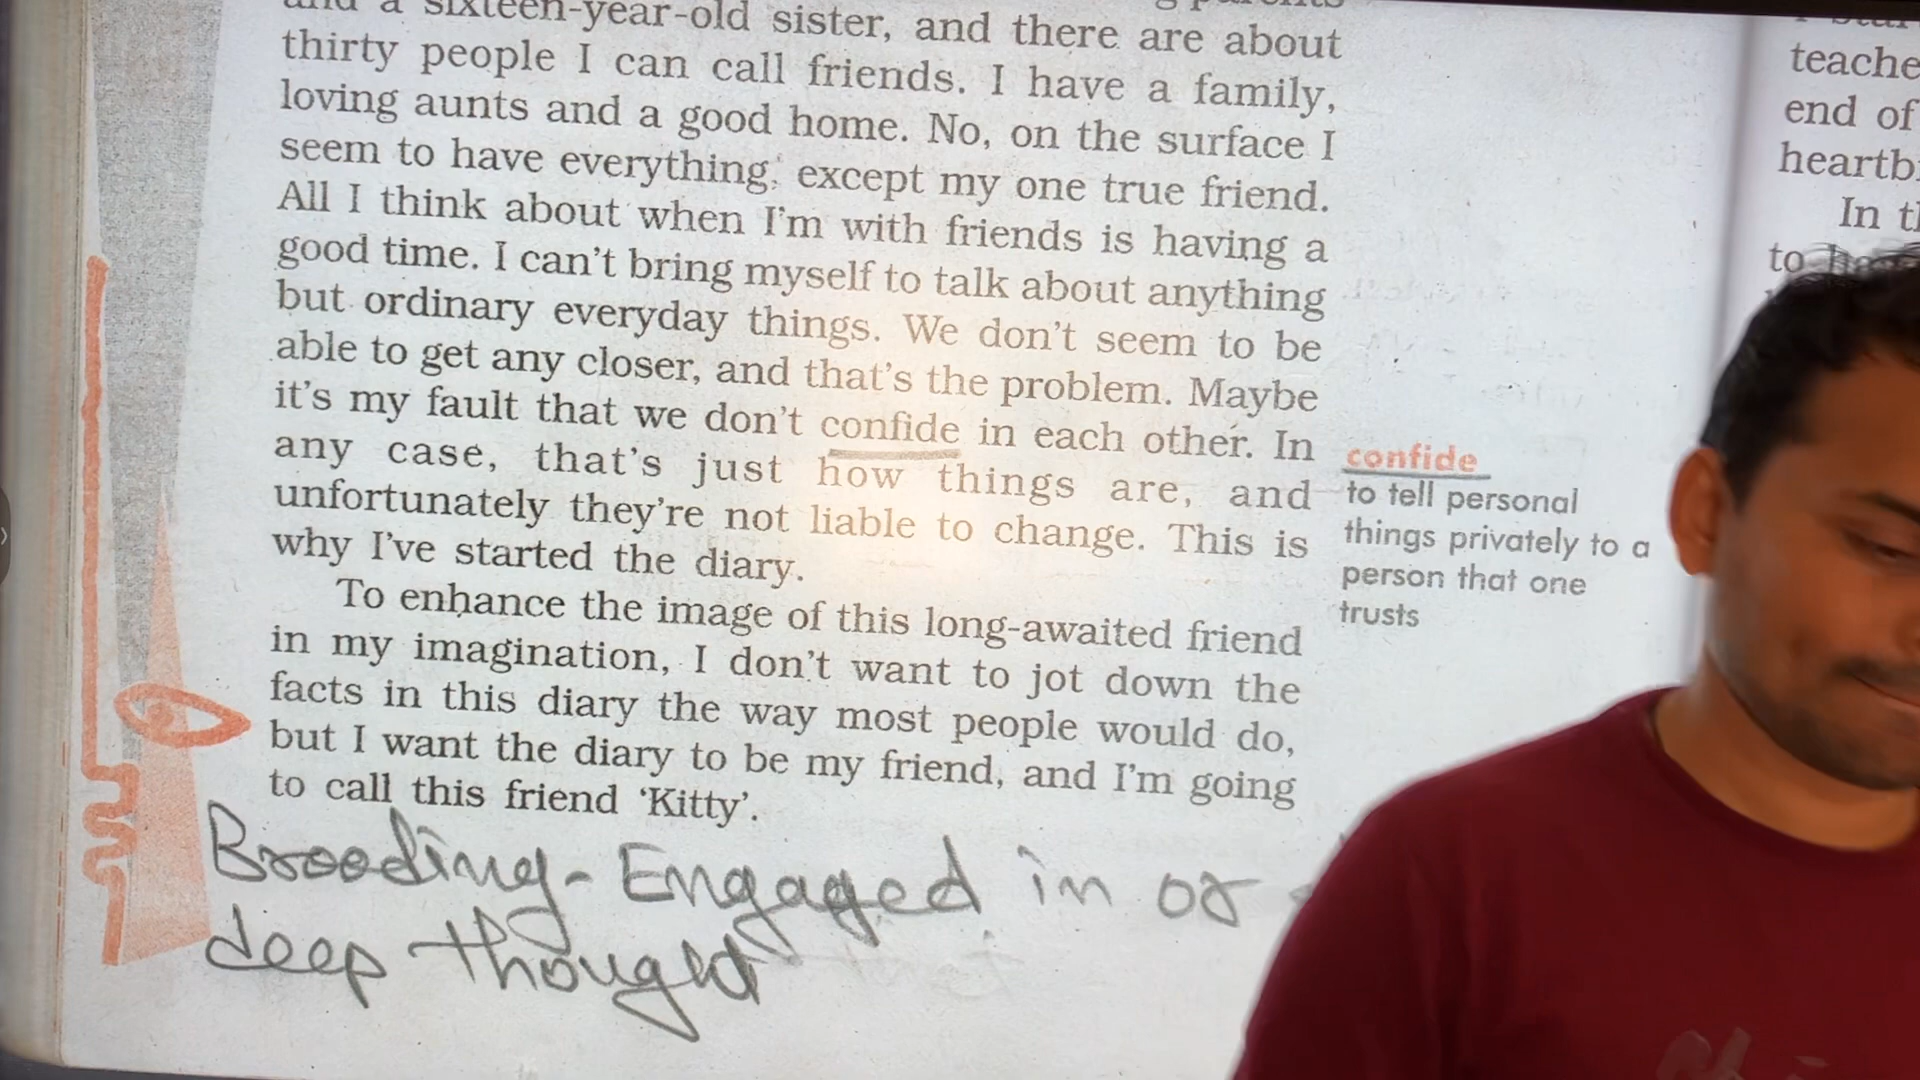 and a sixteen-year-old sister, and there are about
thirty people I can call friends. I have a family,
loving aunts and a good home. No, on the surface I
seem to have everything, except my one true friend.
All I think about when I'm with friends is having a
good time. I can't bring myself to talk about anything
but ordinary everyday things. We don't seem to be
able to get any closer, and that's the problem. Maybe
it's my fault that we don't confide in each other. In
any case, that's just how things are, and
unfortunately they're not liable to change. This is
why I've started the diary.
To enhance the image of this long-awaited friend
in my imagination, I don't want to jot down the
facts in this diary the way most people would do,
but I want the diary to be my friend, and I'm going
to call this friend ‘Kitty’.
confide
to tell personal
things privately to a
person that one
trusts
Brooding- Engaged in or
deep thought
teache
end of
heartb
to